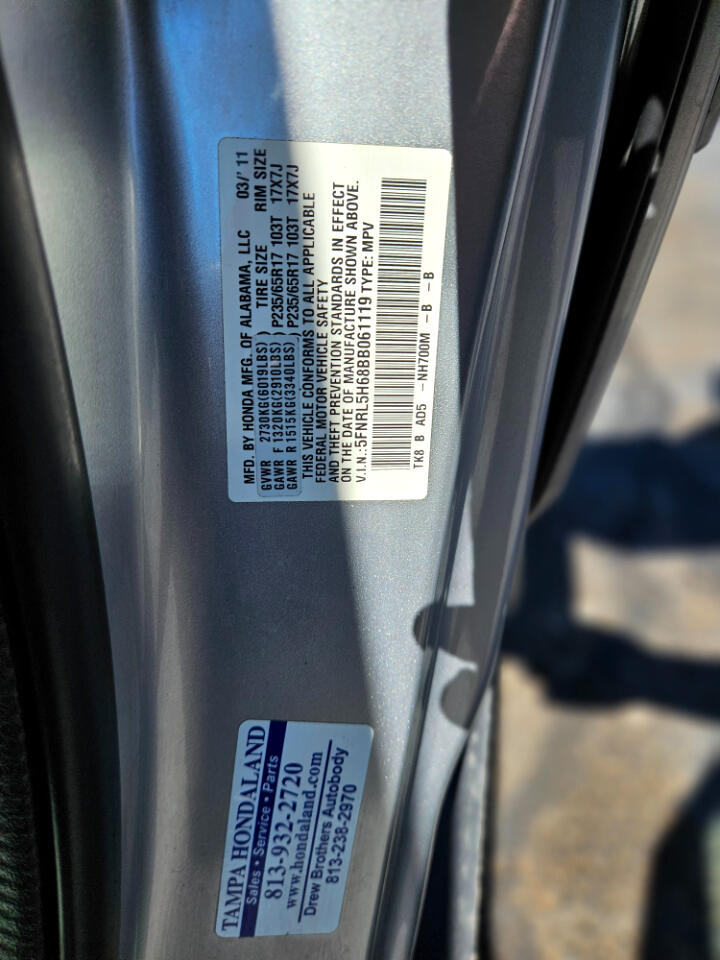 MFD. BY HONDA MFG. OF ALABAMA, LLC 03/'11
GVWR 2730KG(6019LBS) TIRE SIZE RIM SIZE
GAWR F 1320KG(2910LBS) P235/65R17 103T 17X7J
GAWR R 1515KG(3340LBS) P235/65R17 103T 17X7J
THIS VEHICLE CONFORMS TO ALL APPLICABLE
FEDERAL MOTOR VEHICLE SAFETY
AND THEFT PREVENTION STANDARDS IN EFFECT
ON THE DATE OF MANUFACTURE SHOWN ABOVE.
V.I.N.:5FNRL5H68BB061119 TYPE: MPV
TK8 B AD5 -NH700M -B -B
TAMPA HONDALAND
Sales • Service • Parts
813-932-2720
www.hondaland.com
Drew Brothers Autobody
813-238-2970